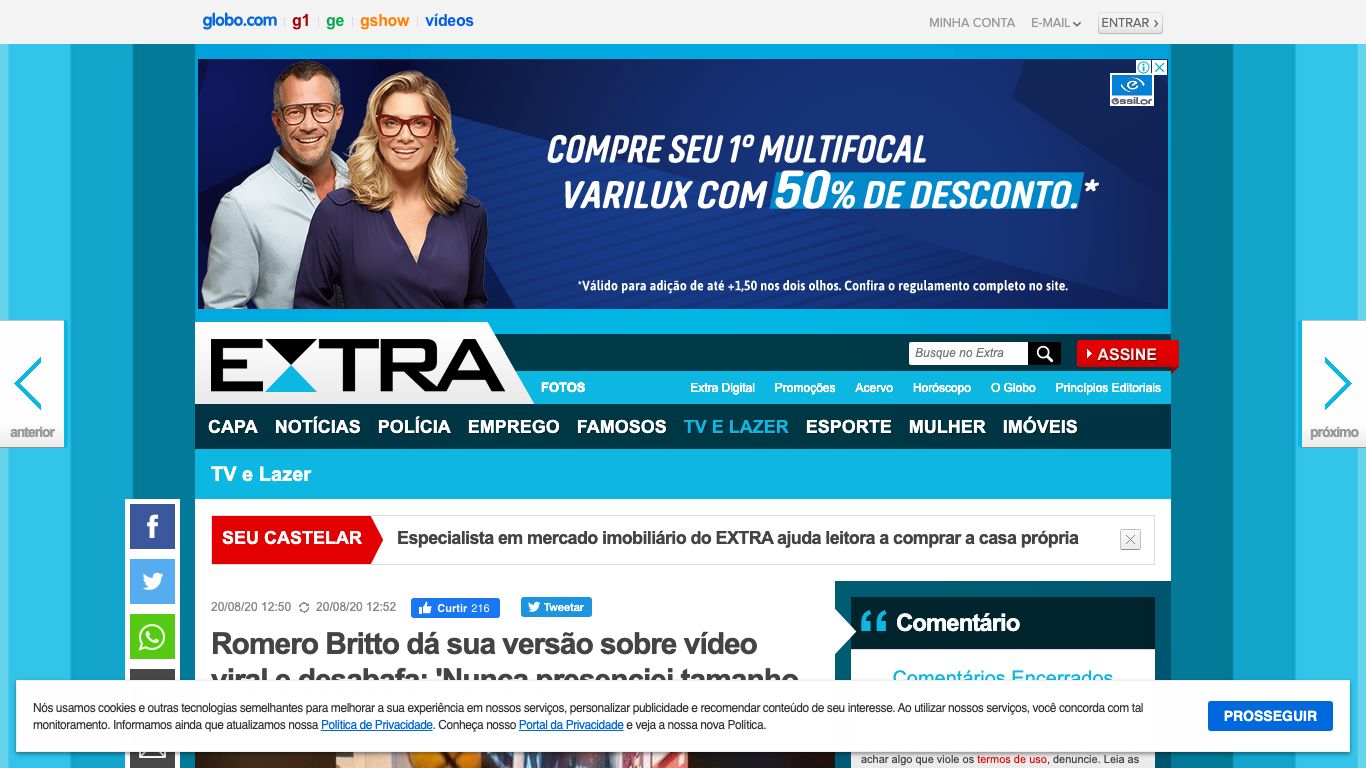 globo.com g1 ge gshow vídeos MINHA CONTA E-MAIL ENTRAR
essilor
COMPRE SEU 1º MULTIFOCAL
VARILUX COM 50% DE DESCONTO.*
*Válido para adição de até +1,50 nos dois olhos. Confira o regulamento completo no site.
EXTRA
Busque no Extra
ASSINE
FOTOS Extra Digital Promoções Acervo Horóscopo O Globo Princípios Editoriais
anterior
próximo
CAPA NOTÍCIAS POLÍCIA EMPREGO FAMOSOS TV E LAZER ESPORTE MULHER IMÓVEIS
TV e Lazer
SEU CASTELAR Especialista em mercado imobiliário do EXTRA ajuda leitora a comprar a casa própria
20/08/20 12:50 20/08/20 12:52 Curtir 216 Tweetar
Romero Britto dá sua versão sobre vídeo
viral e desabafa: 'Nunca presenciei tamanho
Comentário
Comentários Encerrados
Nós usamos cookies e outras tecnologias semelhantes para melhorar a sua experiência em nossos serviços, personalizar publicidade e recomendar conteúdo de seu interesse. Ao utilizar nossos serviços, você concorda com tal
monitoramento. Informamos ainda que atualizamos nossa Política de Privacidade. Conheça nosso Portal da Privacidade e veja a nossa nova Política.
PROSSEGUIR
achar algo que viole os termos de uso, denuncie. Leia as